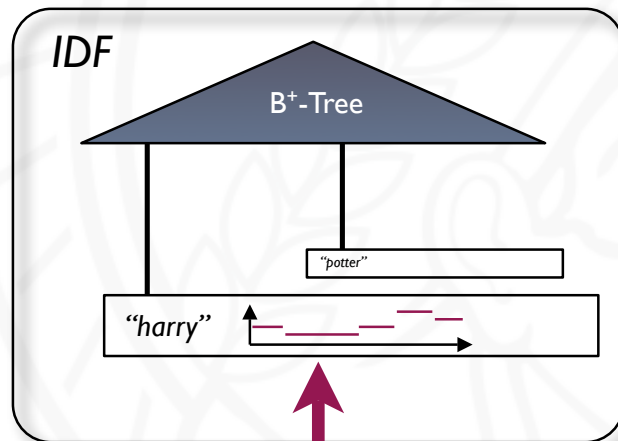 IDF
B⁺-Tree
“potter”
“harry”